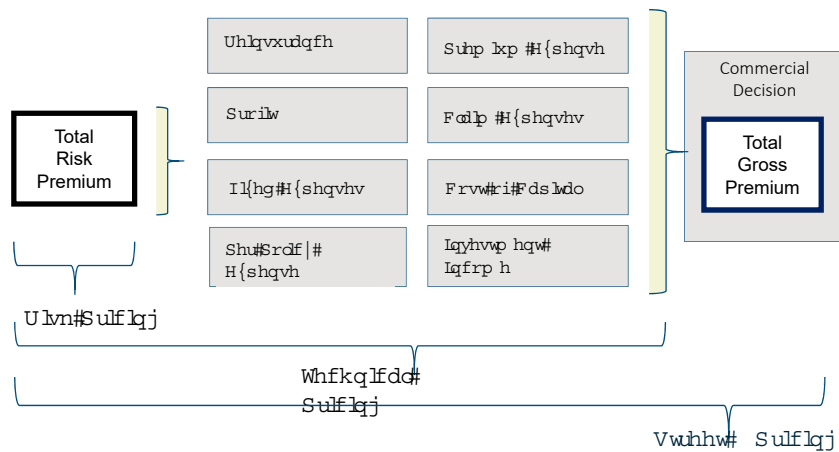 Uhlqvxudqfh
Suhp lxp #H{shqvh
Surilw
Fodlp #H{shqvhv
Il{hg#H{shqvhv
Frvw#ri#Fdslwdo
Shu#Srolf|#
H{shqvh
Lqyhvwp hqw#
Lqfrp h
Total
Risk
Premium
Commercial
Decision
Total
Gross
Premium
Ulvn#Sulflqj
Whfkqlfdo#
Sulflqj
Vwuhhw# Sulflqj